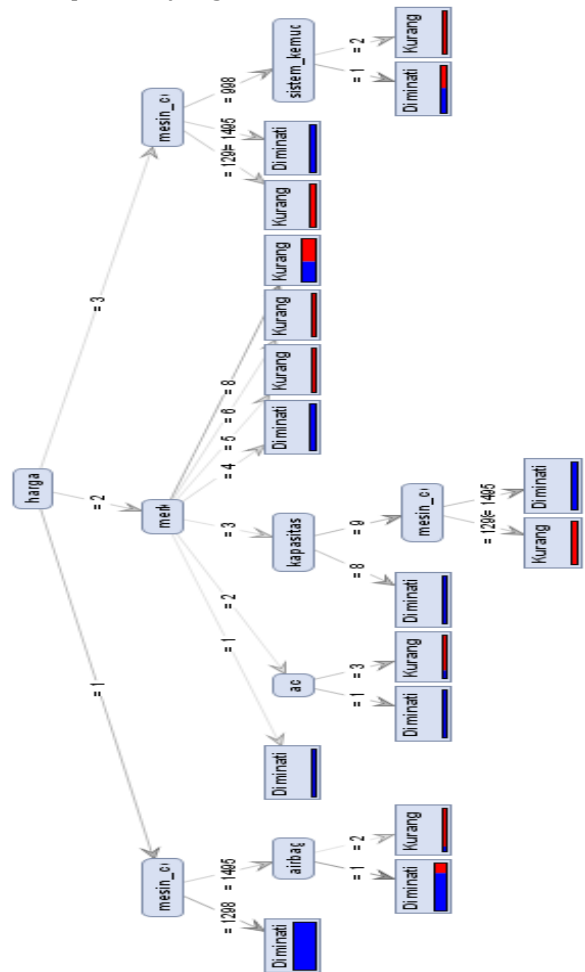 harga
= 1
= 2
= 3
mesin_c
merk
mesin_c
= 1298
= 1495
= 1
= 2
= 3
= 4
= 5
= 6
= 8
= 1495
= 998
Diminati
airbag
Diminati
ac
kapasitas
Diminati
Kurang
Kurang
Kurang
Kurang
Diminati
sistem_kemuc
= 1
= 2
= 1
= 3
= 8
= 9
= 1
= 2
Diminati
Kurang
Diminati
Kurang
Diminati
mesin_c
Diminati
Kurang
= 1495
Kurang
Diminati